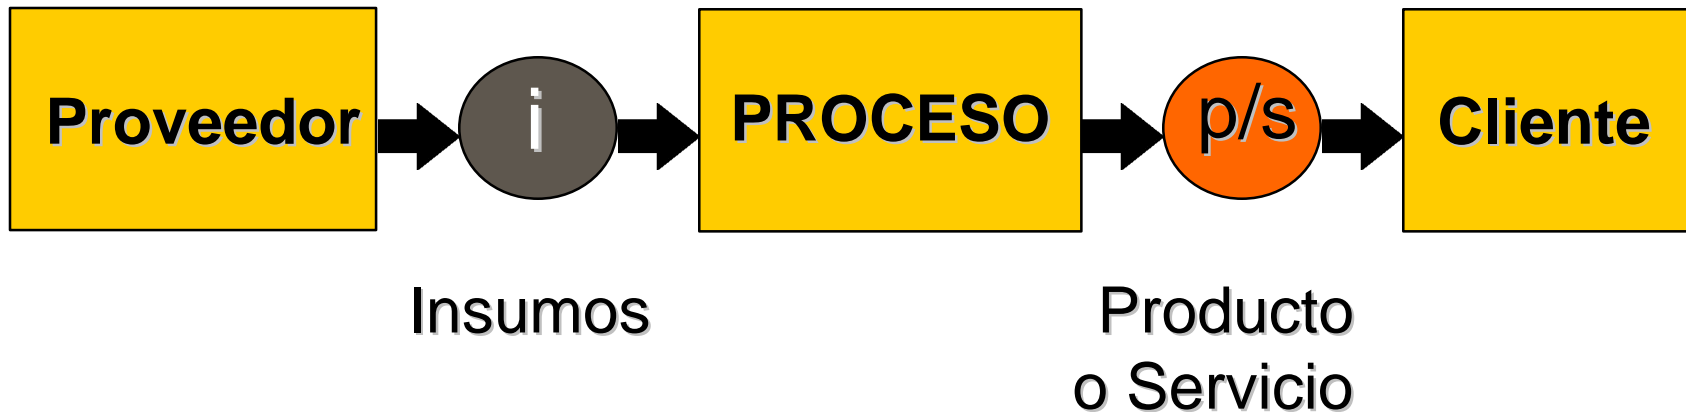 Proveedor
i
PROCESO
p/s
Cliente
Insumos
Producto
o Servicio